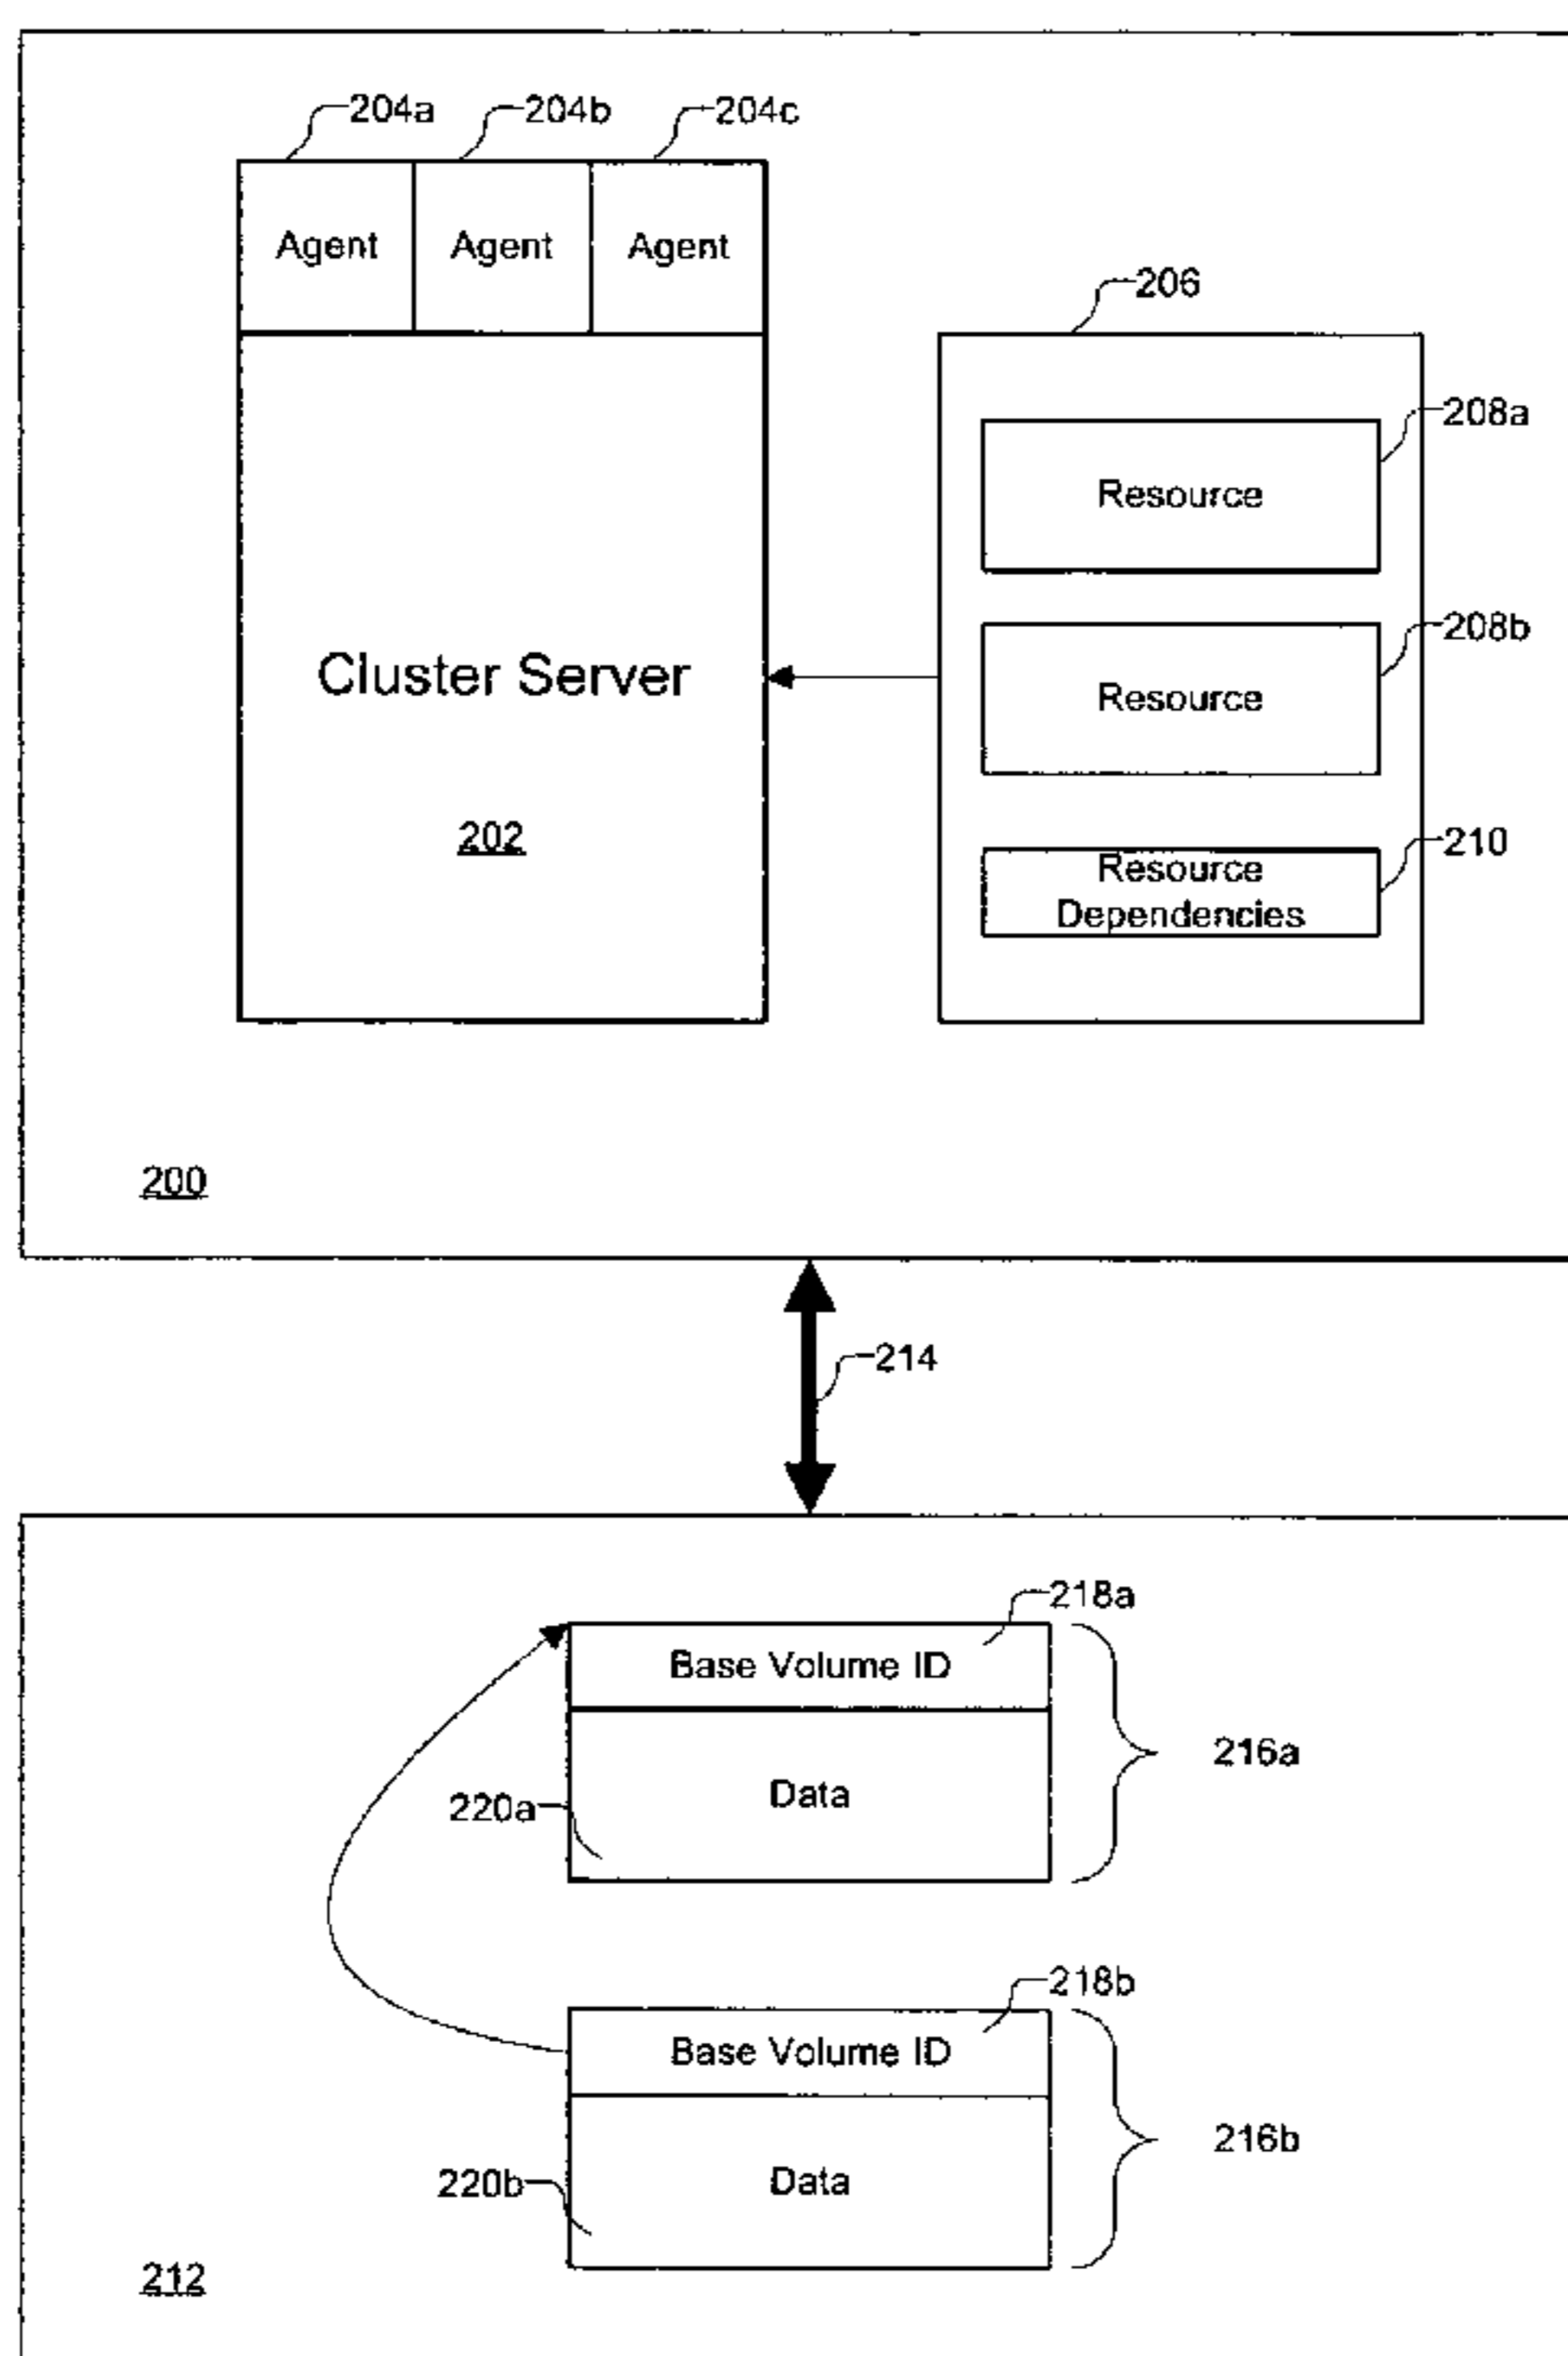 204a
204b
204c
Agent
Agent
Agent
206
208a
Resource
208b
Resource
Cluster Server
202
210
Resource
Dependencies
200
214
218a
Base Volume ID
216a
Data
220a
218b
Base Volume ID
216b
Data
220b
212